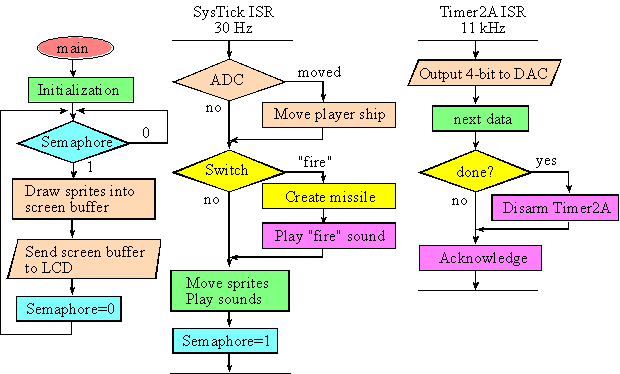 main
Initialization
Semaphore
0
1
Draw sprites into
screen buffer
Send screen buffer
to LCD
Semaphore=0
SysTick ISR
30 Hz
ADC
moved
no
Move player ship
Switch
"fire"
no
Create missile
Play "fire" sound
Move sprites
Play sounds
Semaphore=1
Timer2A ISR
11 kHz
Output 4-bit to DAC
next data
done?
yes
no
Disarm Timer2A
Acknowledge